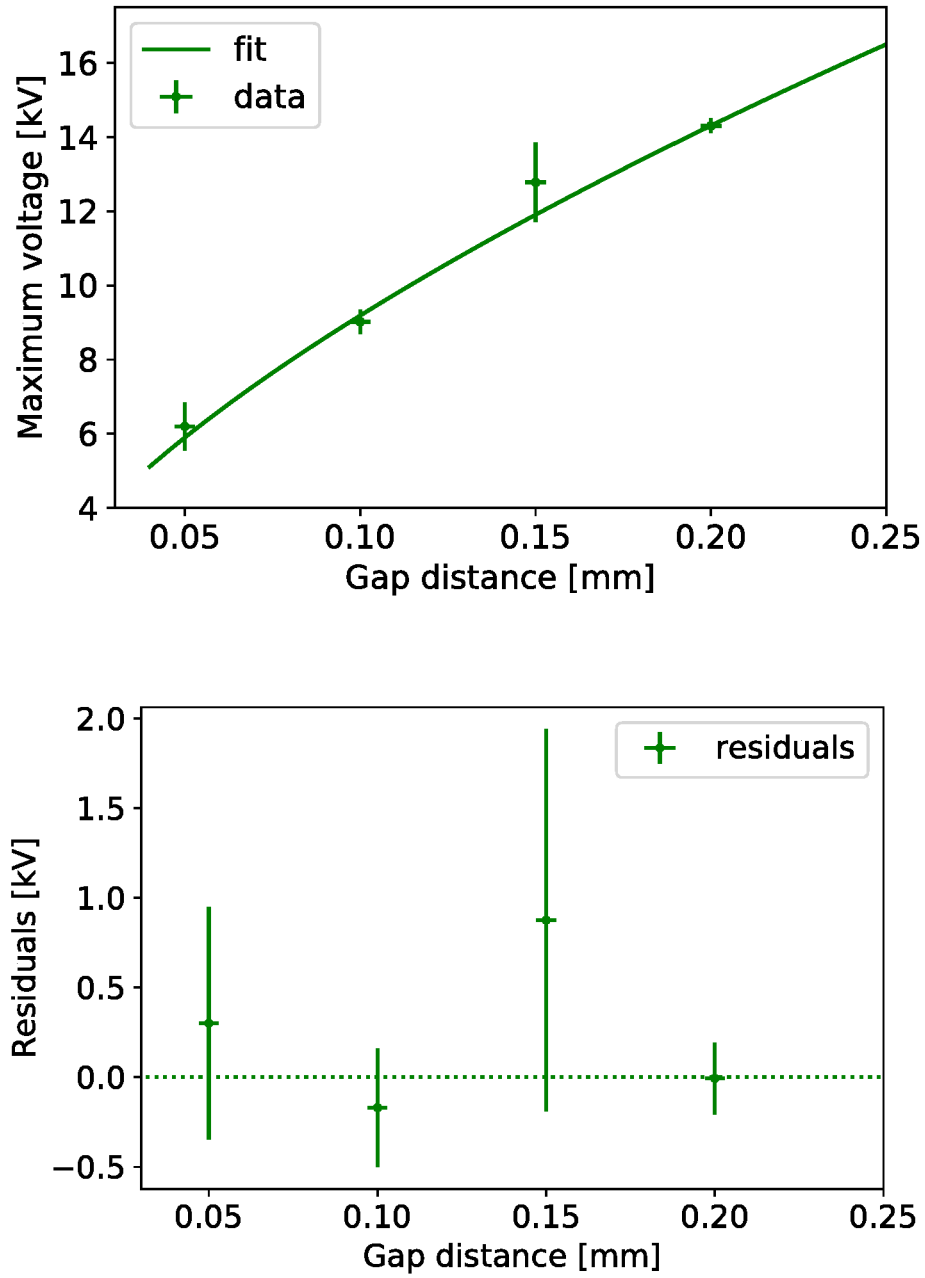 Maximum voltage [kV]
fit
data
16
14
12
10
8
6
4
0.05 0.10 0.15 0.20 0.25
Gap distance [mm]
Residuals [kV]
residuals
2.0
1.5
1.0
0.5
0.0
−0.5
0.05 0.10 0.15 0.20 0.25
Gap distance [mm]